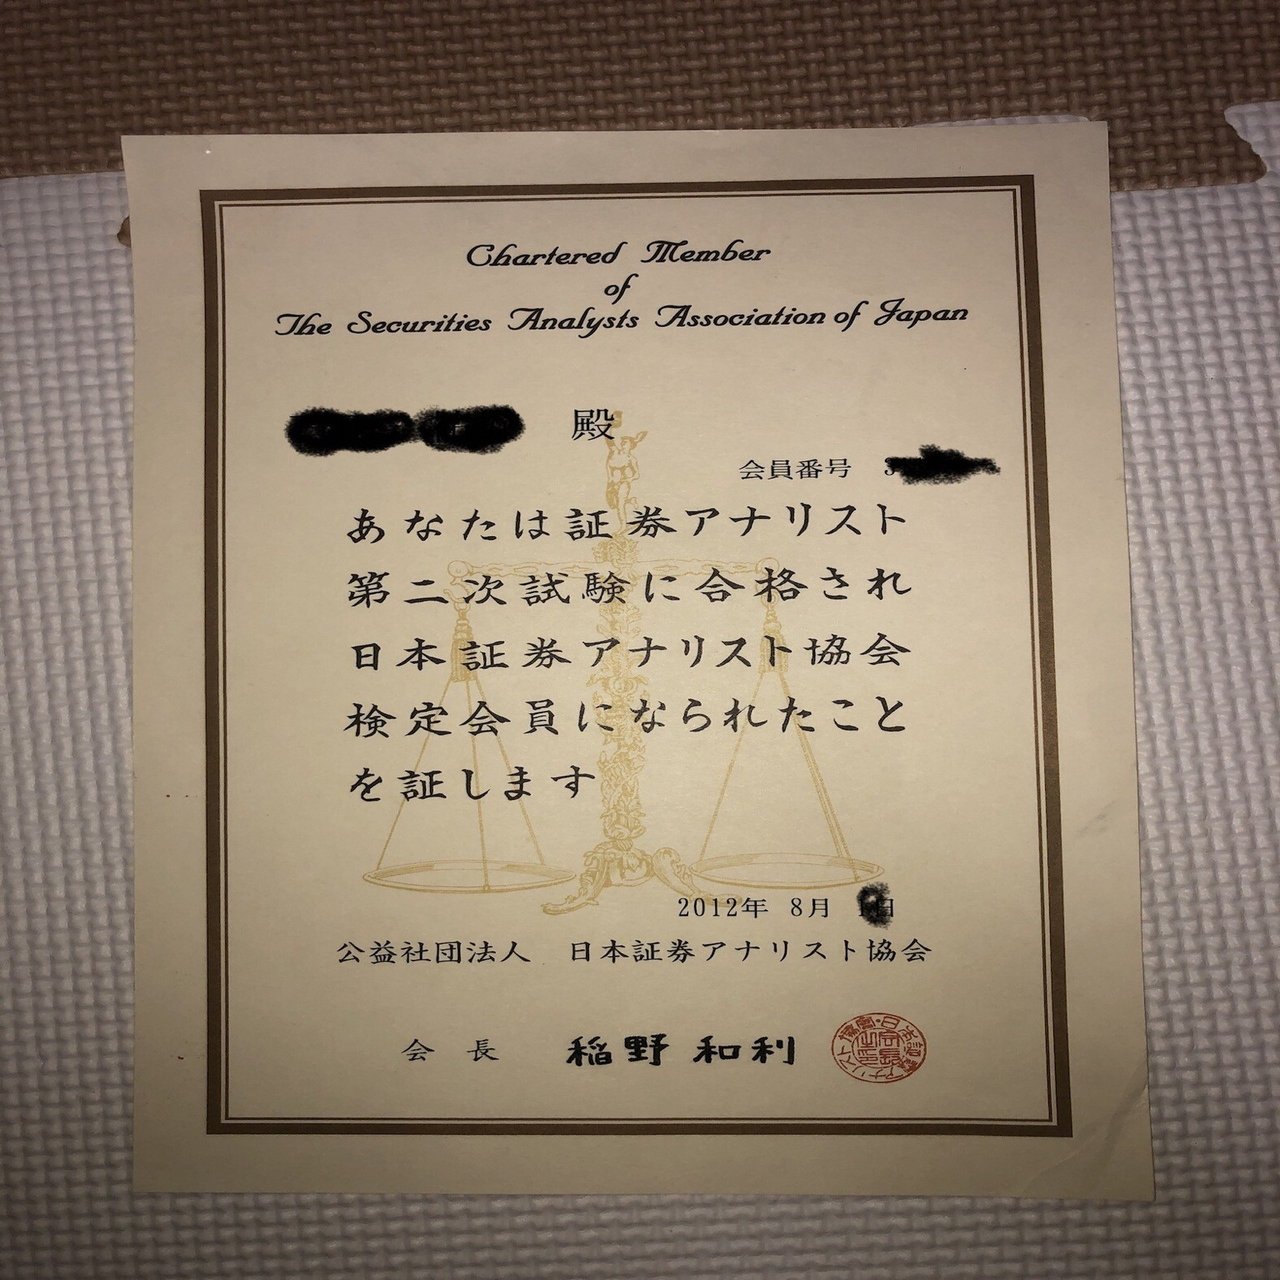 Chartered Member
of
The Securities Analysts Association of Japan
殿
会員番号
あなたは証券アナリスト
第二次試験に合格され
日本証券アナリスト協会
検定会員になられたこと
を証します
2012年 8月 日
公益社団法人 日本証券アナリスト協会
会長 稲野 和利